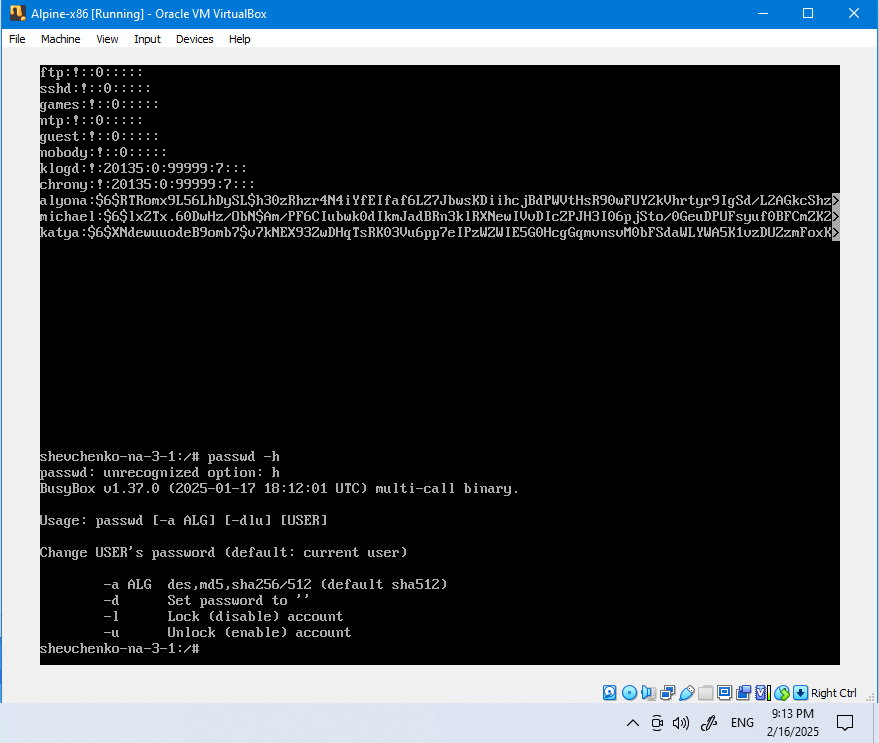 Alpine-x86 [Running] - Oracle VM VirtualBox
File Machine View Input Devices Help
ftp:!::0:::::
sshd:!::0:::::
games:!::0:::::
ntp:!::0:::::
guest:!::0:::::
nobody:!::0:::::
klogd:!:20135:0:99999:7:::
chrony:!:20135:0:99999:7:::
alyona:$6$RTRomx9L56LhDySL$h30zRhzr4N4iYfEIfaf6LZ7JbwsKDiihcjBdPWVtHsR90wFUY2kVhrtyr9IgSd/L2AGkcShz>
michael:$6$lxZTx.60DwHz/ObN$Am/PF6CIubwk0dIkmJadBRn3klRXNewIVvDIcZPJH3I06pjSto/0GeuDPUFsyuf0BFCmZKZ>
katya:$6$XNdewuuodeB9omb7$v7kNEX93ZwDHqTsRK03Vu6pp7eIPzWZWIE5G0HcgGqmvnsvM0bFSdaWLYWA5K1vzDUZzmFoxK>
shevchenko-na-3-1:/# passwd -h
passwd: unrecognized option: h
BusyBox v1.37.0 (2025-01-17 18:12:01 UTC) multi-call binary.
Usage: passwd [-a ALG] [-dlu] [USER]
Change USER's password (default: current user)
-a ALG des,md5,sha256/512 (default sha512)
-d Set password to ''
-l Lock (disable) account
-u Unlock (enable) account
shevchenko-na-3-1:/#
Right Ctrl
ENG
9:13 PM
2/16/2025